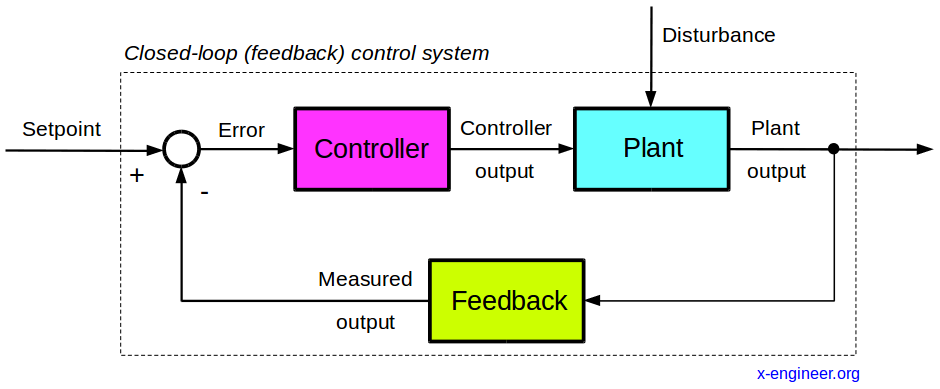 Disturbance
Closed-loop (feedback) control system
Setpoint
+
-
Error
Controller
Controller
output
Plant
Plant
output
Measured
output
Feedback
x-engineer.org